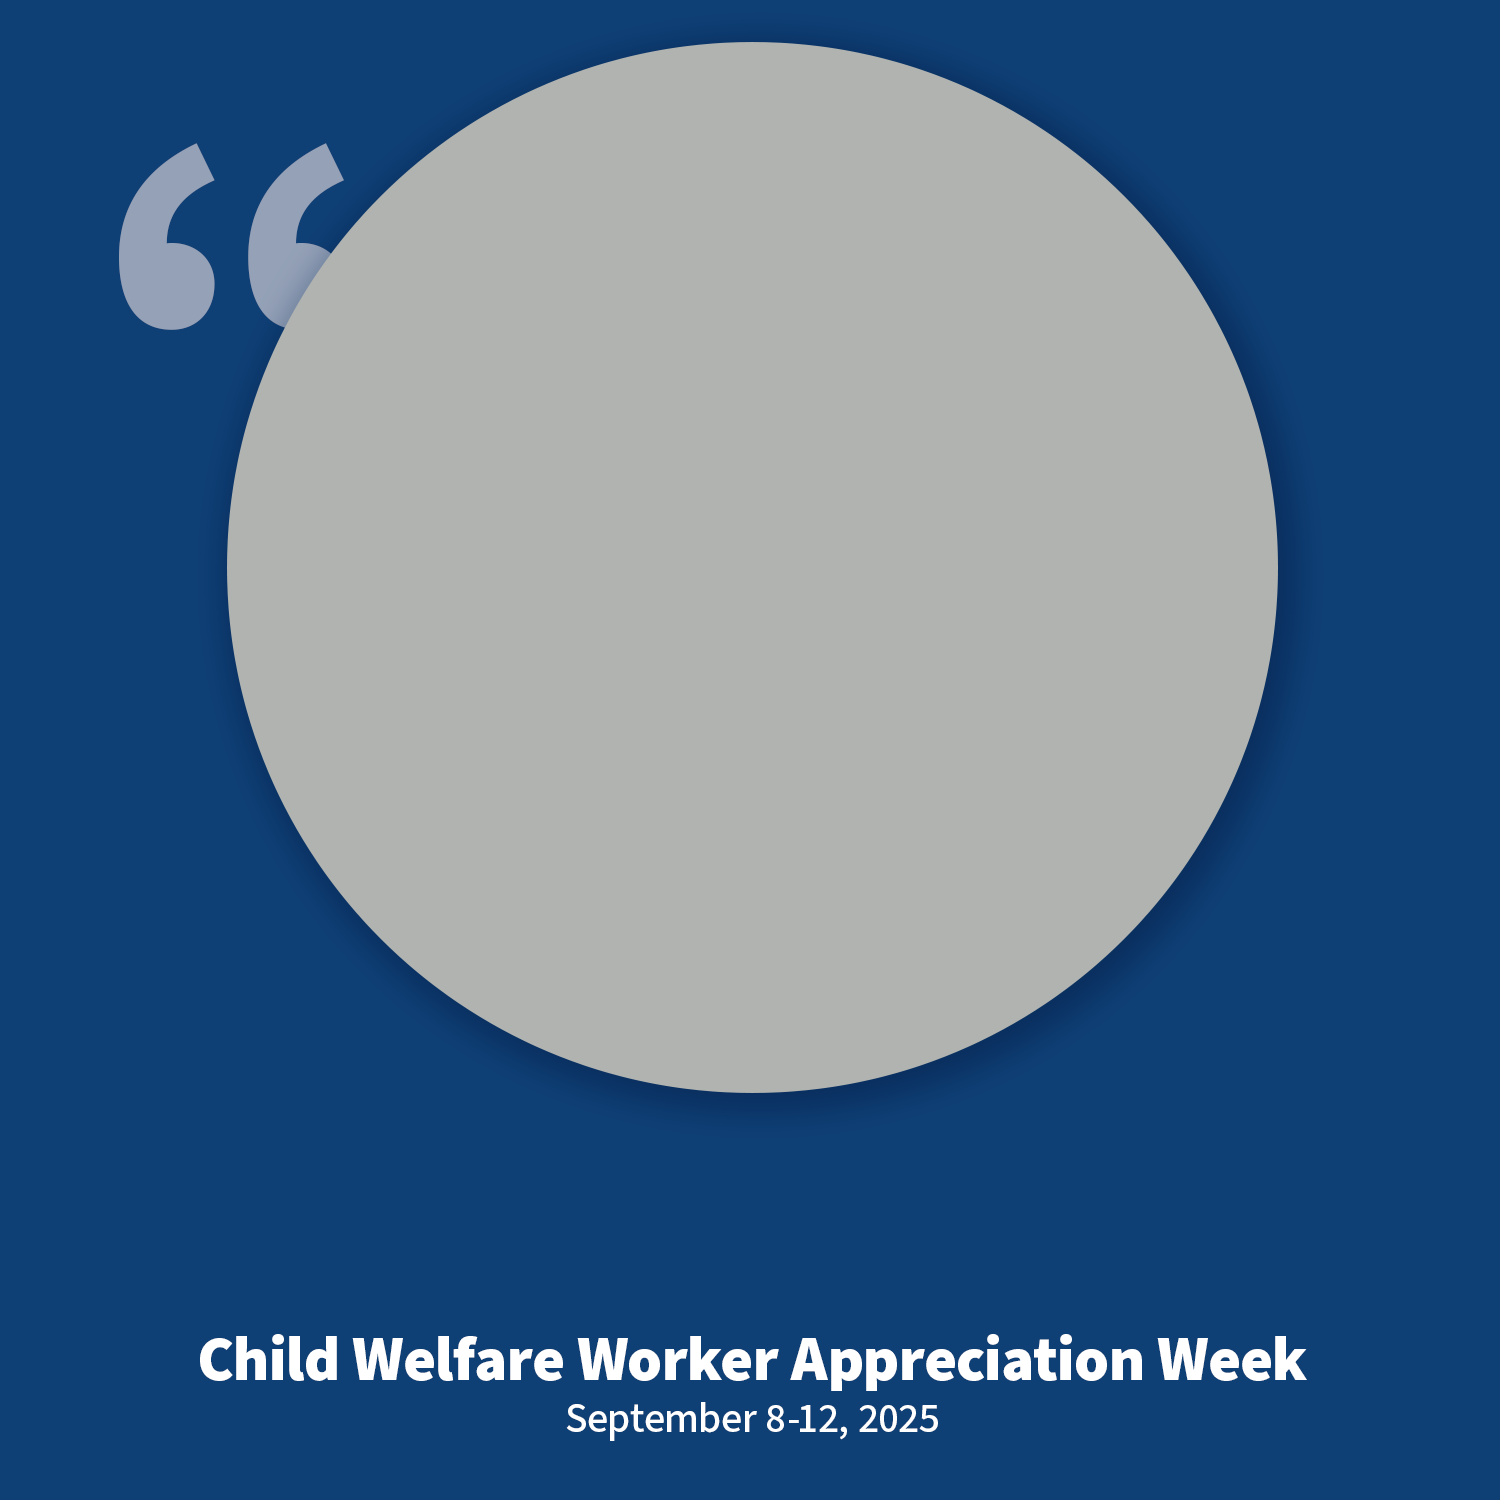 “
Child Welfare Worker Appreciation Week
September 8-12, 2025